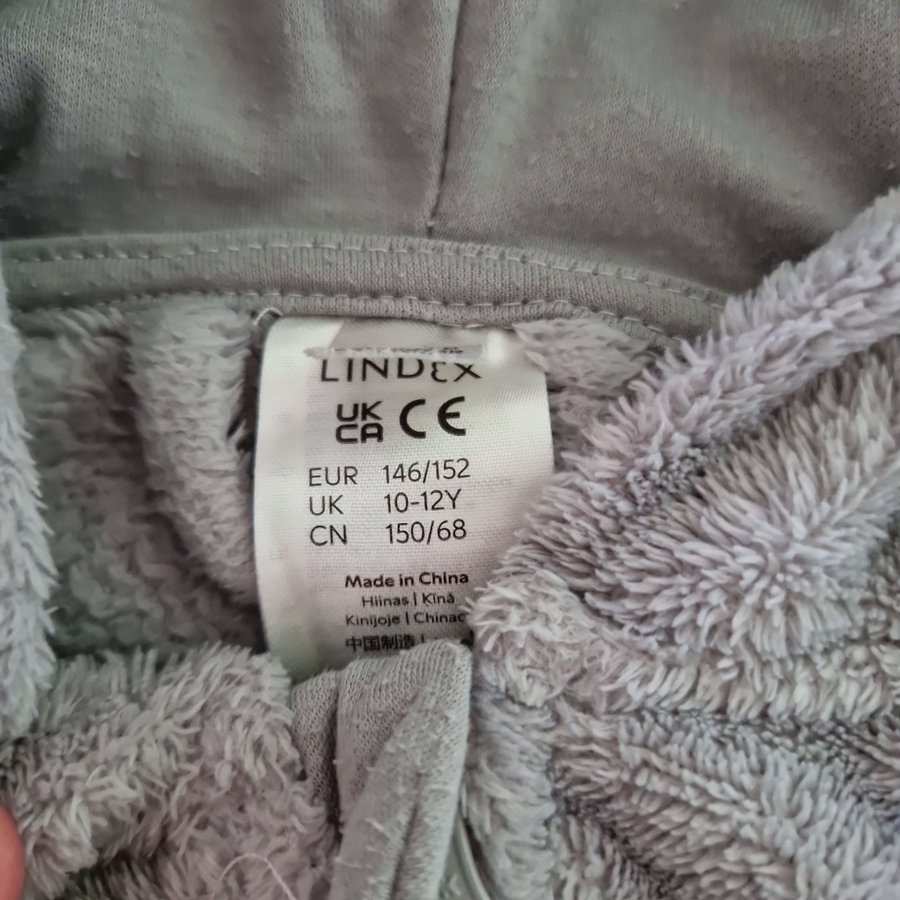 LINDEX
UK
CA CE
EUR 146/152
UK 10-12Y
CN 150/68
Made in China
Hiinas | Kīnā
Kinijoje |
中国制造 |